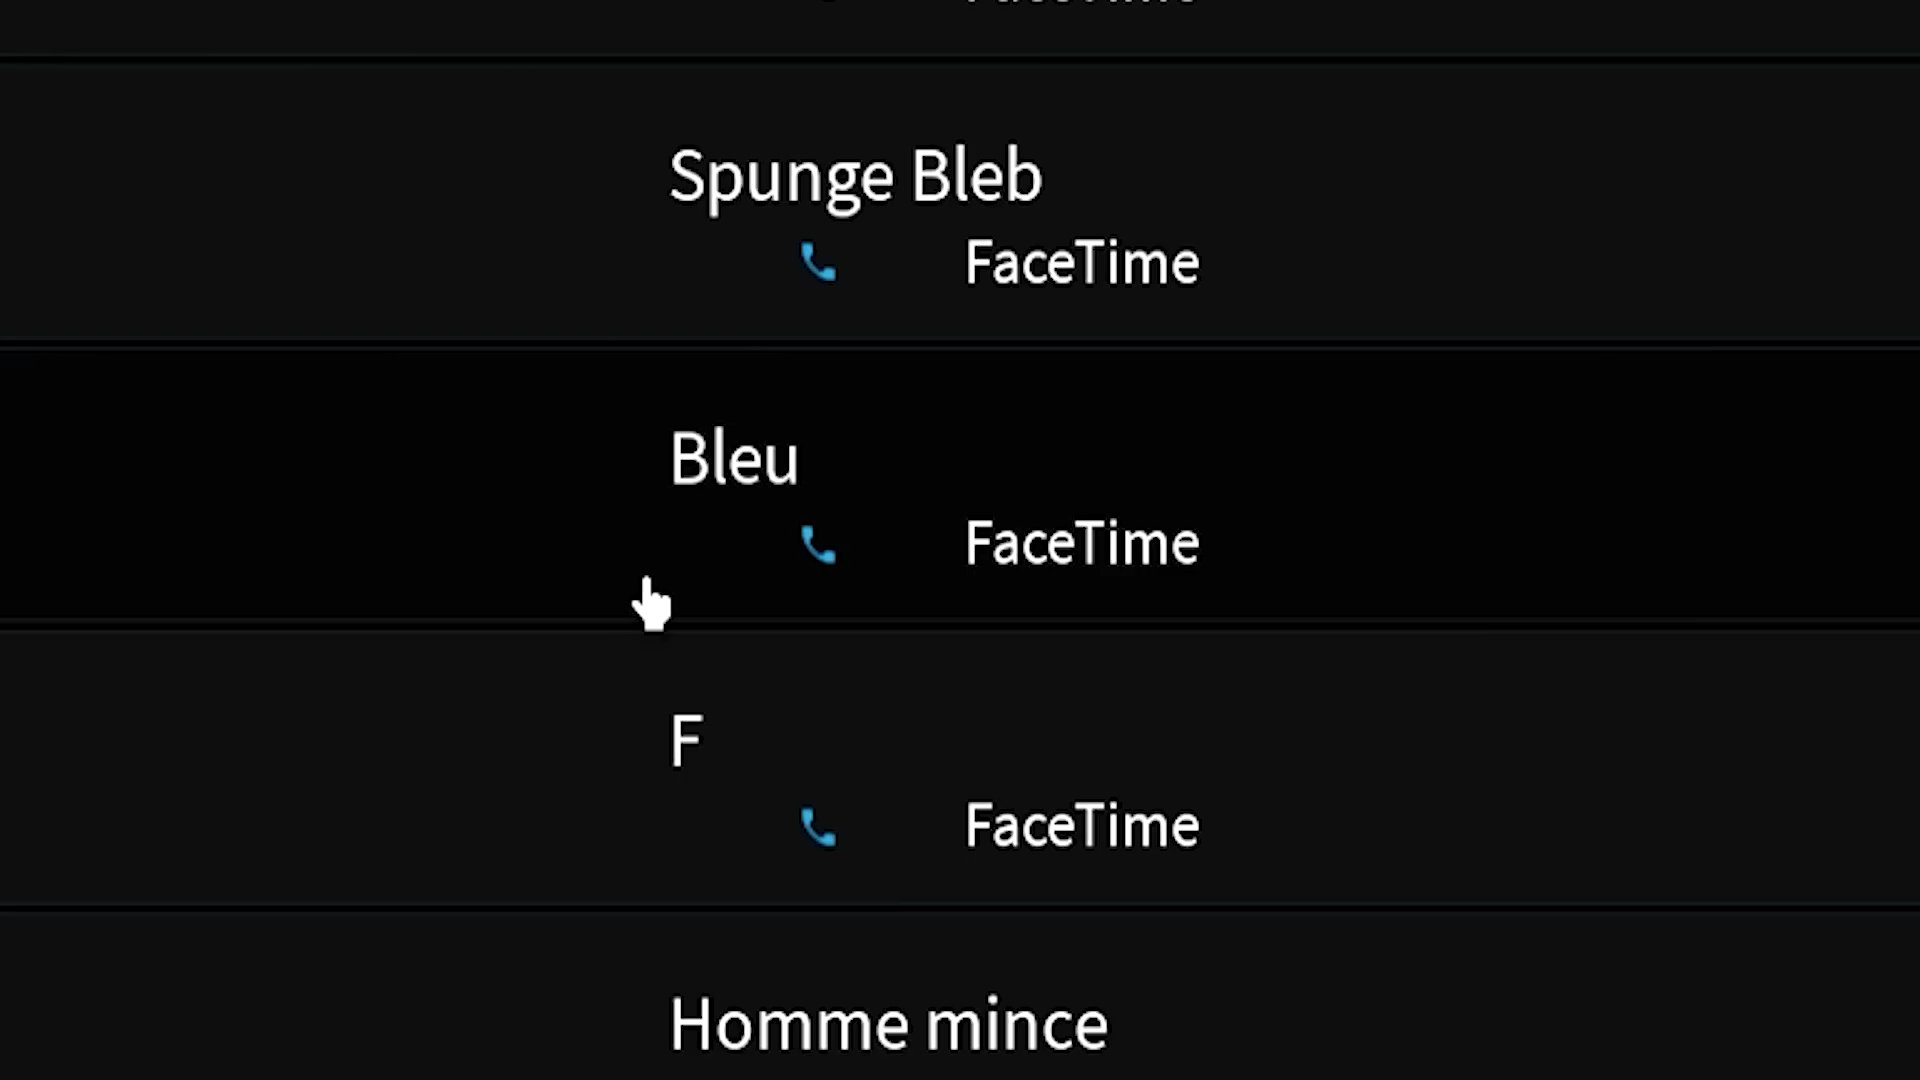 Spunge Bleb
FaceTime
Bleu
FaceTime
F
FaceTime
Homme mince